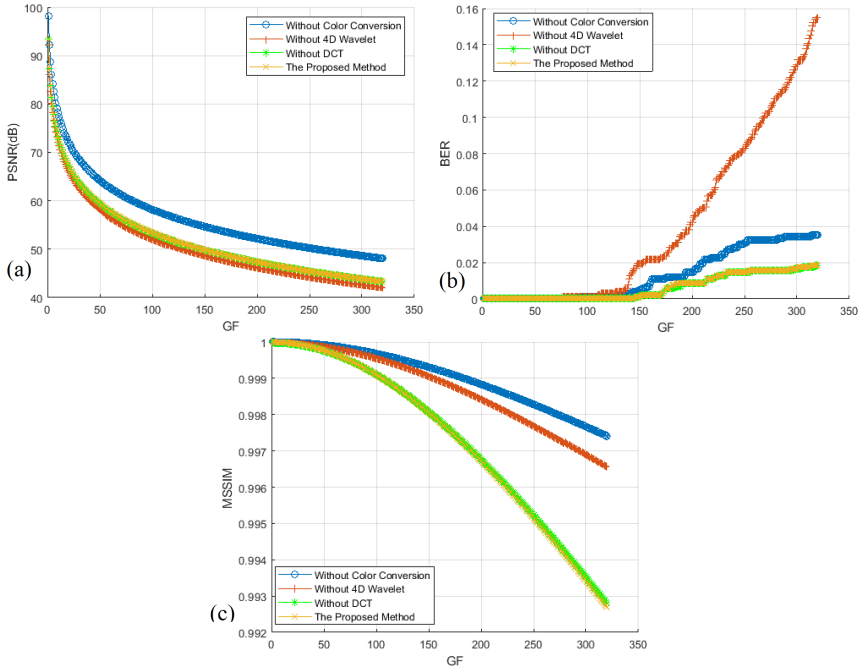 100
90
80
70
60
50
40
PSNR(dB)
0
50
100
150
200
250
300
350
GF
Without Color Conversion
Without 4D Wavelet
Without DCT
The Proposed Method
(a)
0.16
0.14
0.12
0.1
0.08
0.06
0.04
0.02
0
BER
0
50
100
150
200
250
300
350
GF
Without Color Conversion
Without 4D Wavelet
Without DCT
The Proposed Method
(b)
1
0.999
0.998
0.997
0.996
0.995
0.994
0.993
0.992
MSSIM
0
50
100
150
200
250
300
350
GF
Without Color Conversion
Without 4D Wavelet
Without DCT
The Proposed Method
(c)